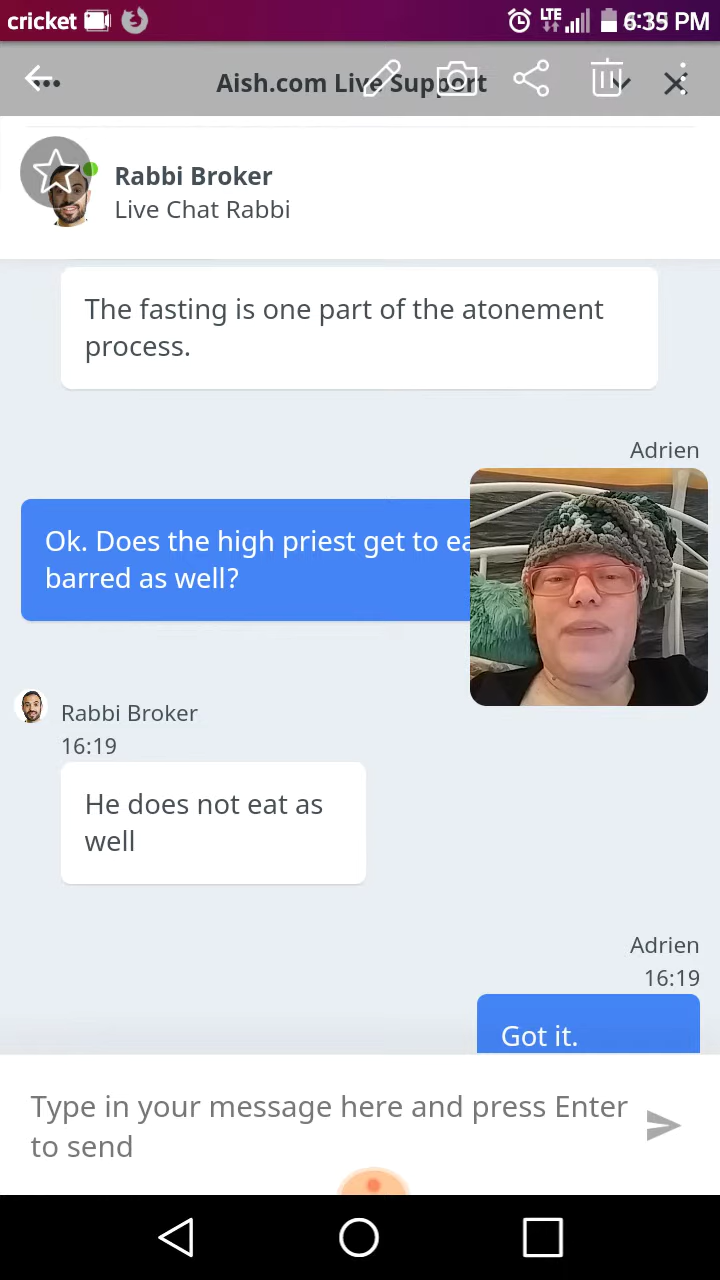 cricket
LTE
6:35 PM
Aish.com Live Support
Rabbi Broker
Live Chat Rabbi
The fasting is one part of the atonement
process.
Adrien
Ok. Does the high priest get to
barred as well?
Rabbi Broker
16:19
He does not eat as
well
Adrien
16:19
Got it.
Type in your message here and press Enter
to send